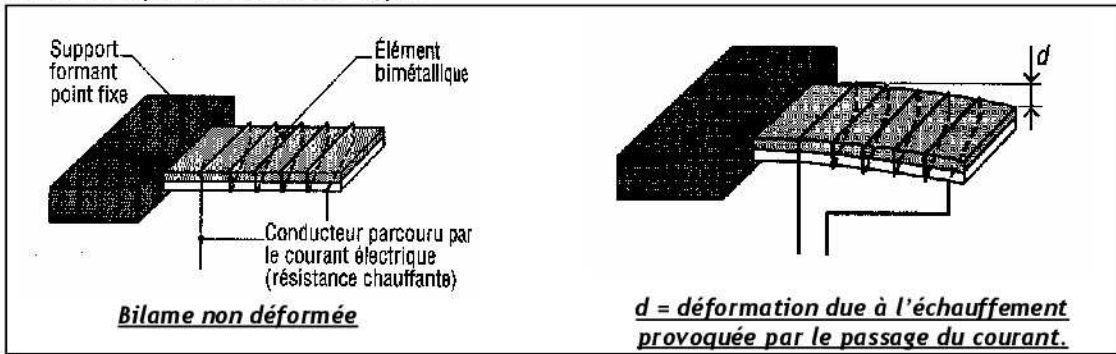 Support
formant
point fixe
Élément
bimétallique
Conducteur parcouru par
le courant électrique
(résistance chauffante)
Bilame non déformée
d
d = déformation due à l'échauffement
provoquée par le passage du courant.